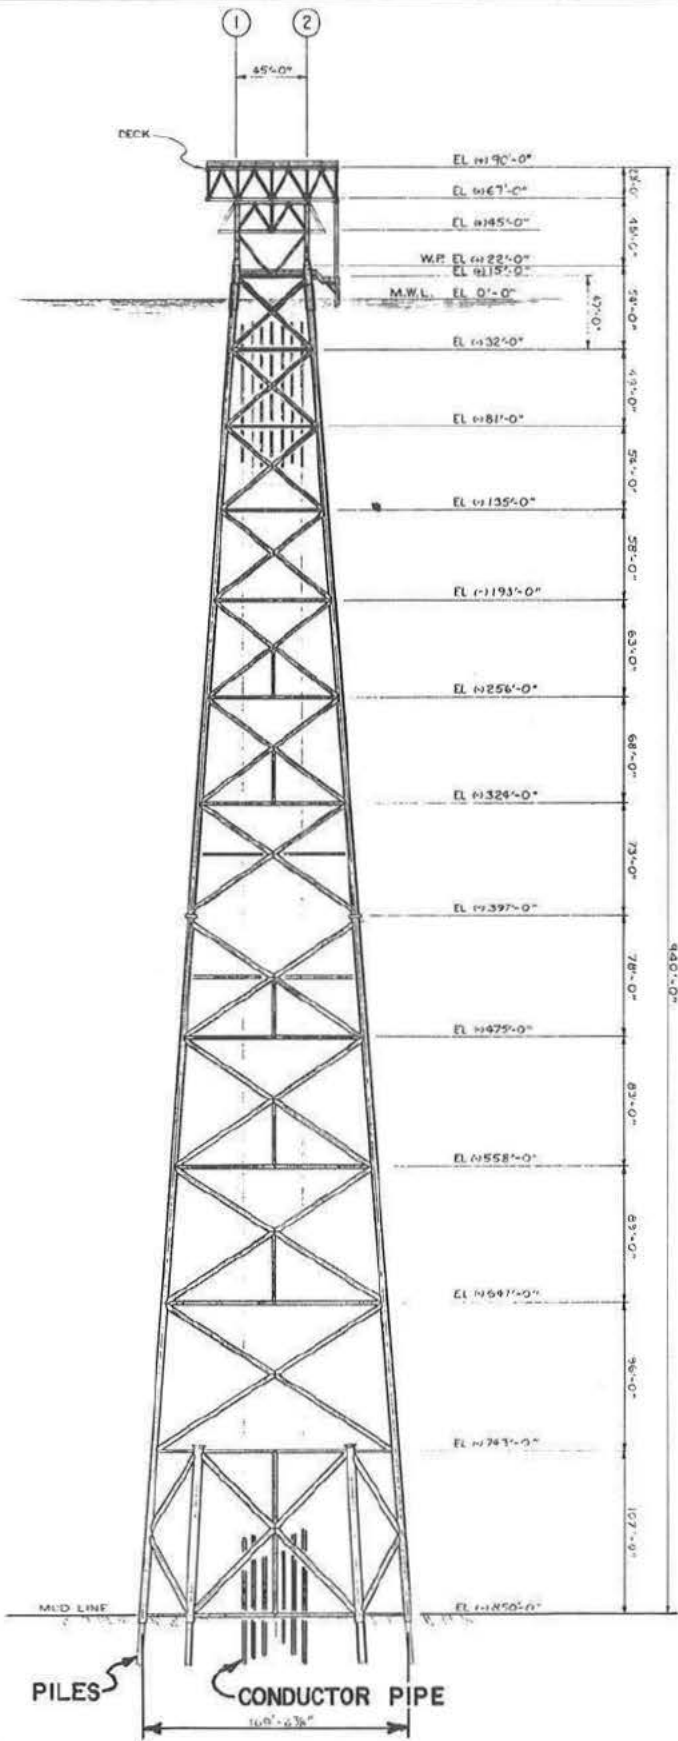 1 2
45'-0"
DECK
EL (+) 90'-0"
23'-0"
EL (+) 67'-0"
45'-0"
EL (+) 45'-0"
W.P. EL (+) 22'-0"
EL (+) 15'-0"
M.W.L. EL 0'-0"
54'-0"
47'-0"
EL (-) 32'-0"
49'-0"
EL (-) 81'-0"
54'-0"
EL (-) 135'-0"
58'-0"
EL (-) 193'-0"
63'-0"
EL (-) 256'-0"
68'-0"
EL (-) 324'-0"
73'-0"
EL (-) 397'-0"
940'-0"
78'-0"
EL (-) 475'-0"
83'-0"
EL (-) 558'-0"
89'-0"
EL (-) 647'-0"
96'-0"
EL (-) 743'-0"
107'-0"
MUD LINE
EL (-) 850'-0"
PILES
CONDUCTOR PIPE